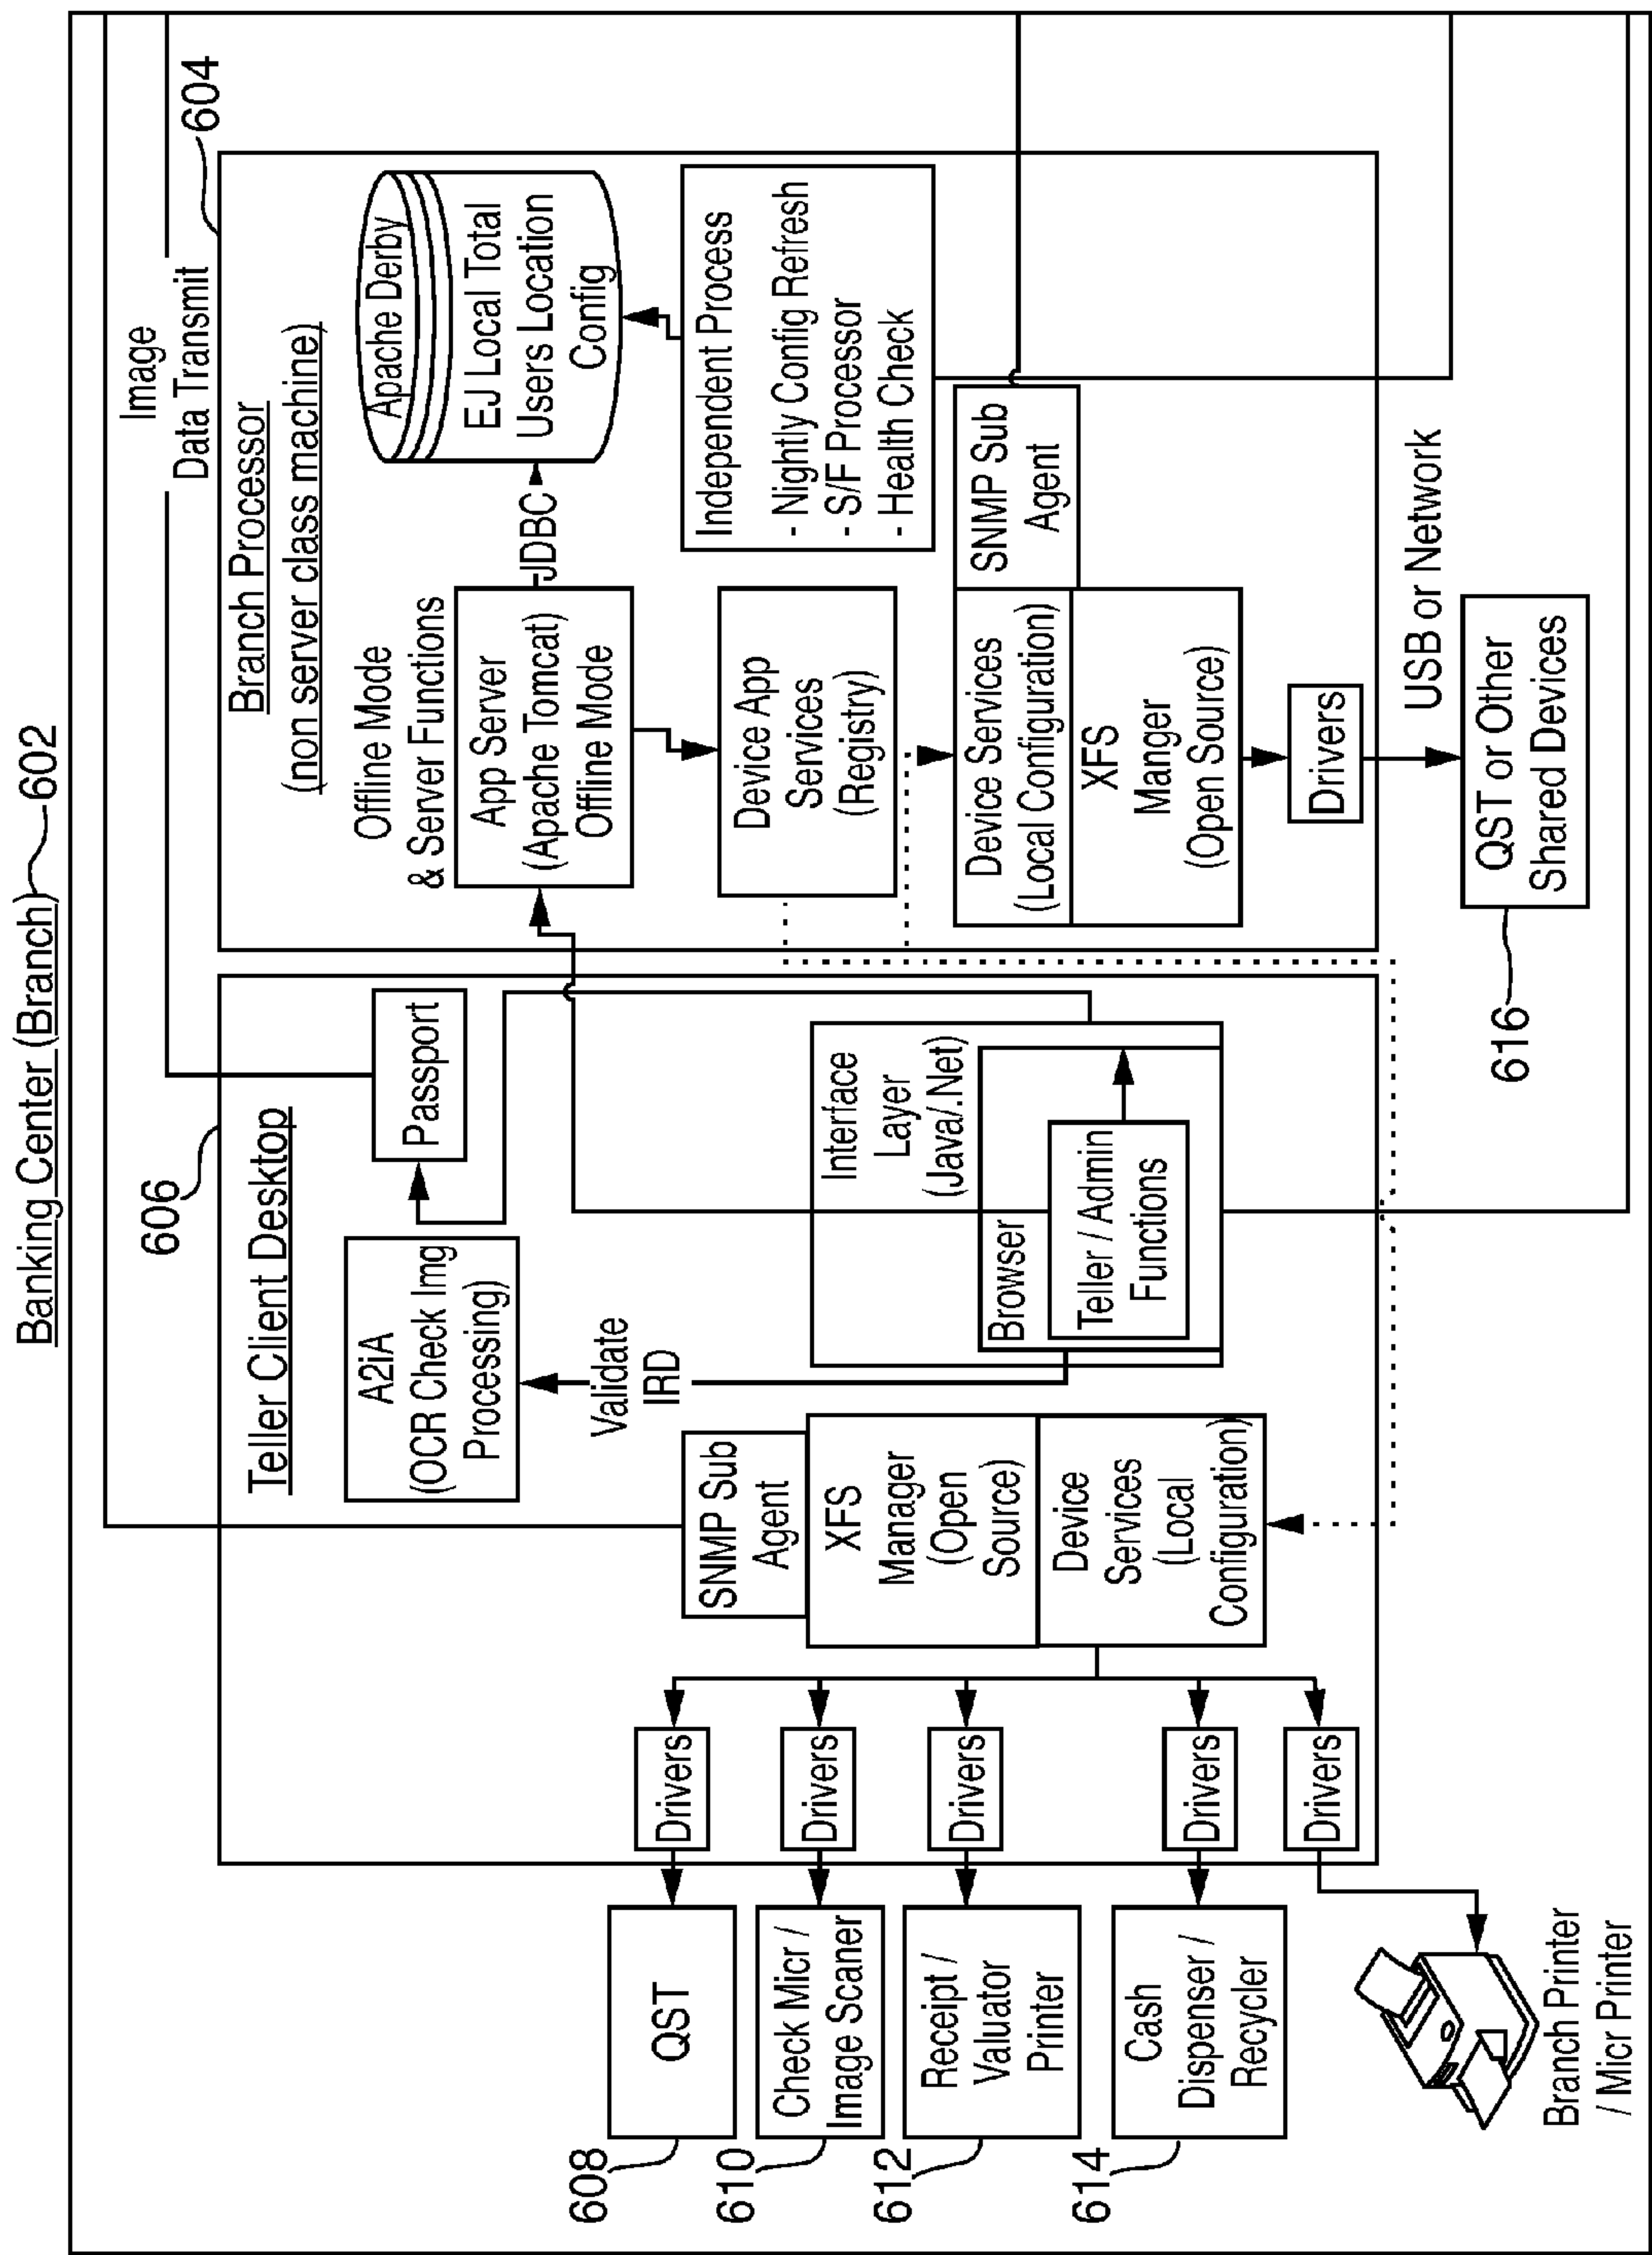 Banking Center (Branch)
602
606
Teller Client Desktop
A2iA
(OCR Check Img
Processing)
Passport
Validate
IRD
Interface
Layer
(Java/.Net)
Browser
Teller / Admin
Functions
SNMP Sub
Agent
XFS
Manager
(Open
Source)
Device
Services
(Local
Configuration)
Drivers
Drivers
Drivers
Drivers
Drivers
608
QST
610
Check Micr /
Image Scaner
612
Receipt /
Valuator
Printer
614
Cash
Dispenser /
Recycler
Branch Printer
/ Micr Printer
Image
Data Transmit
604
Branch Processor
(non server class machine)
Offline Mode
& Server Functions
App Server
(Apache Tomcat)
Offline Mode
JDBC
Apache Derby
EJ Local Total
Users Location
Config
Device App
Services
(Registry)
Independent Process
- Nightly Config Refresh
- S/F Processor
- Health Check
Device Services
(Local Configuration)
SNMP Sub
Agent
XFS
Manger
(Open Source)
Drivers
USB or Network
QST or Other
Shared Devices
616